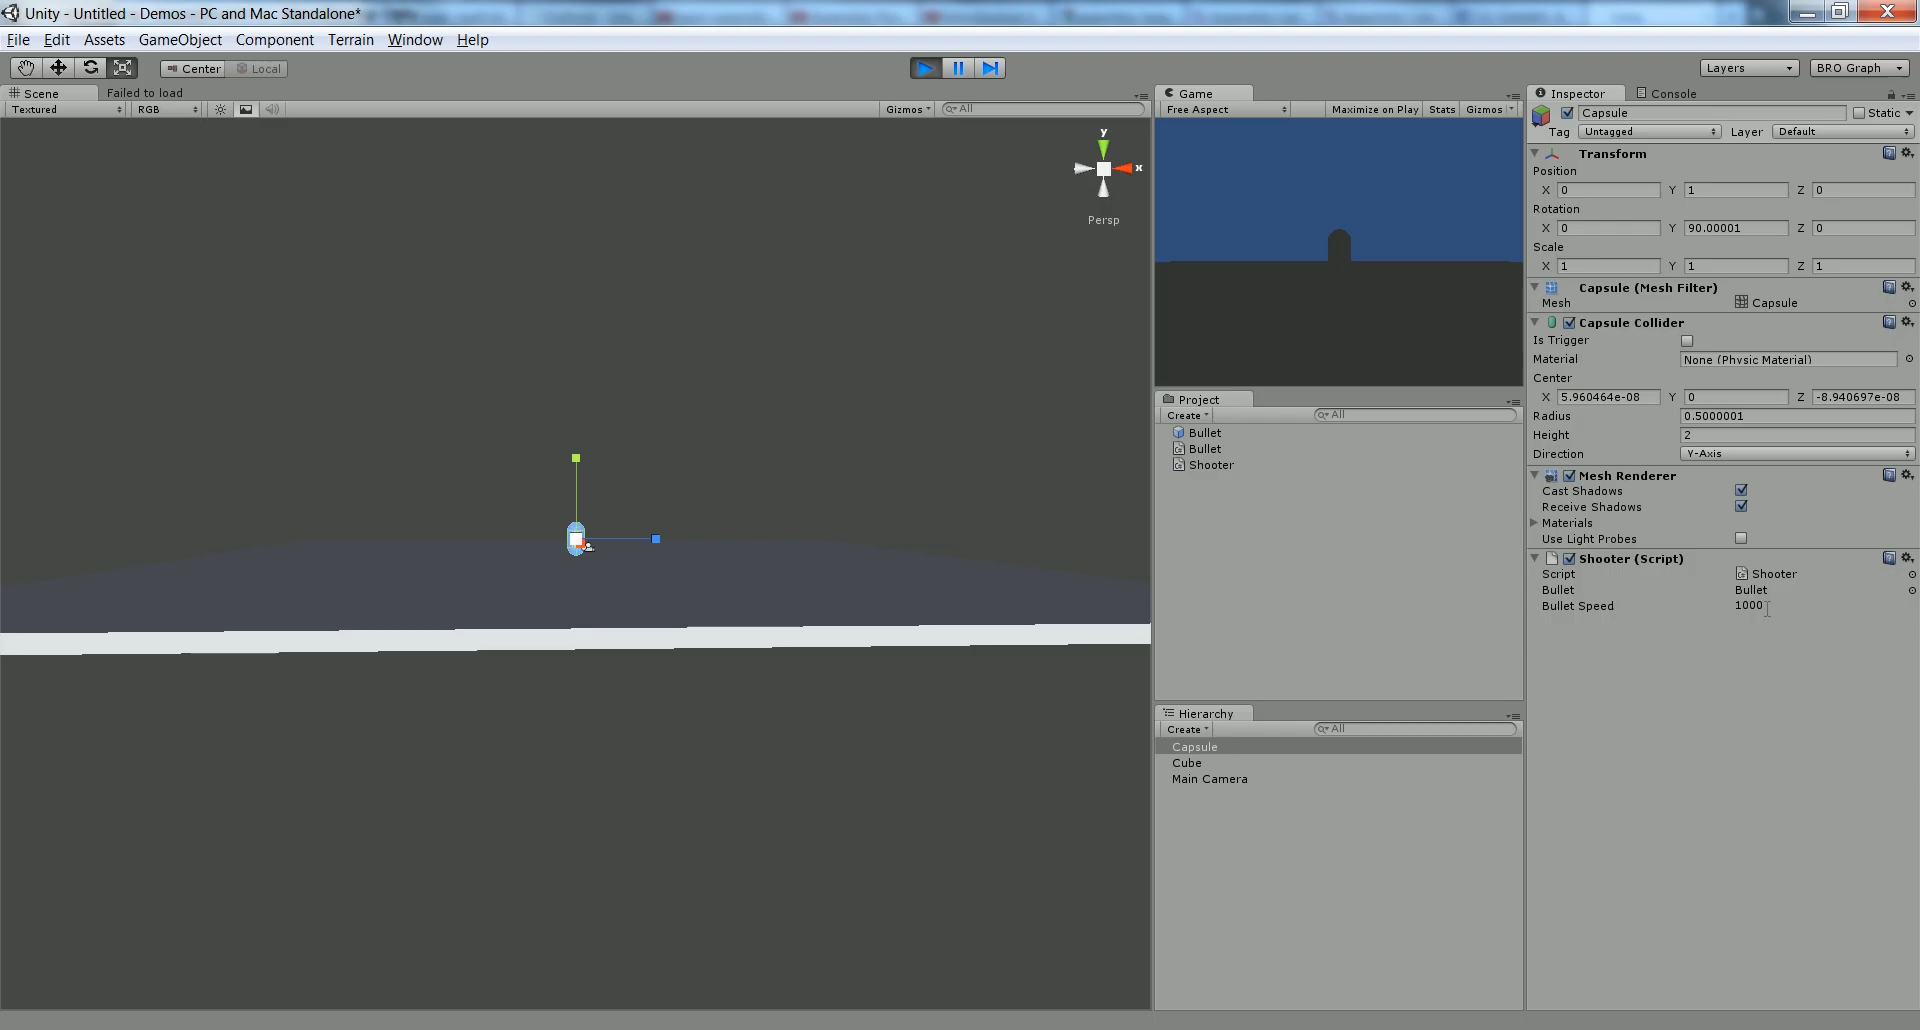 Unity - Untitled - Demos - PC and Mac Standalone*
File Edit Assets GameObject Component Terrain Window Help
Center Local
Layers BRO Graph
Scene Failed to load
Textured RGB Gizmos All
y
x
Persp
Game
Free Aspect Maximize on Play Stats Gizmos
Project
Create All
Bullet
Bullet
Shooter
Hierarchy
Create All
Capsule
Cube
Main Camera
Inspector Console
Capsule Static
Tag Untagged Layer Default
Transform
Position
X 0 Y 1 Z 0
Rotation
X 0 Y 90.00001 Z 0
Scale
X 1 Y 1 Z 1
Capsule (Mesh Filter)
Mesh Capsule
Capsule Collider
Is Trigger
Material None (Physic Material)
Center
X 5.960464e-08 Y 0 Z -8.940697e-08
Radius 0.5000001
Height 2
Direction Y-Axis
Mesh Renderer
Cast Shadows
Receive Shadows
Materials
Use Light Probes
Shooter (Script)
Script Shooter
Bullet Bullet
Bullet Speed 1000